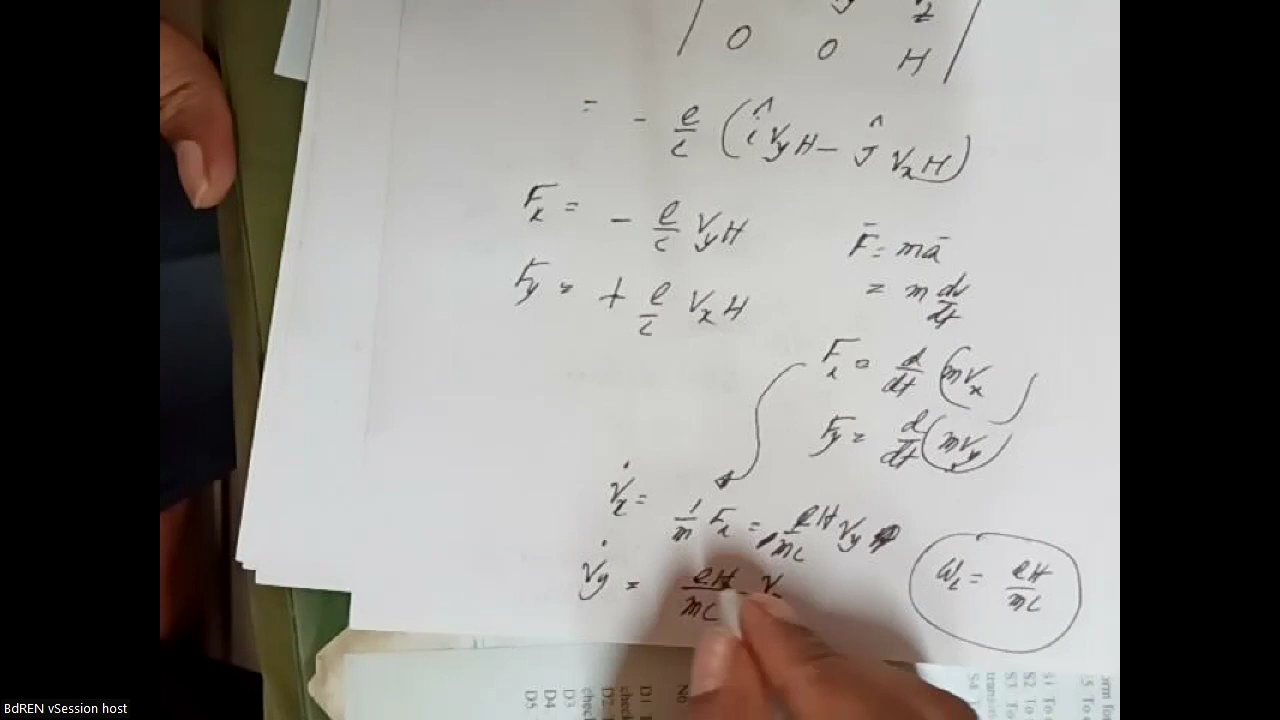 y z
| 0 0 H |
= - e/c ( î V_y H - ĵ V_x H )
F_x = - e/c V_y H
F_y = + e/c V_x H
F̄ = mā
= m dv/dt
F_x = d/dt (mV_x)
F_y = d/dt (mV_y)
V̇_x = 1/m F_x = eH/mc V_y
V̇_y = eH/mc V
ω_c = eH/mc
BdREN vSession host